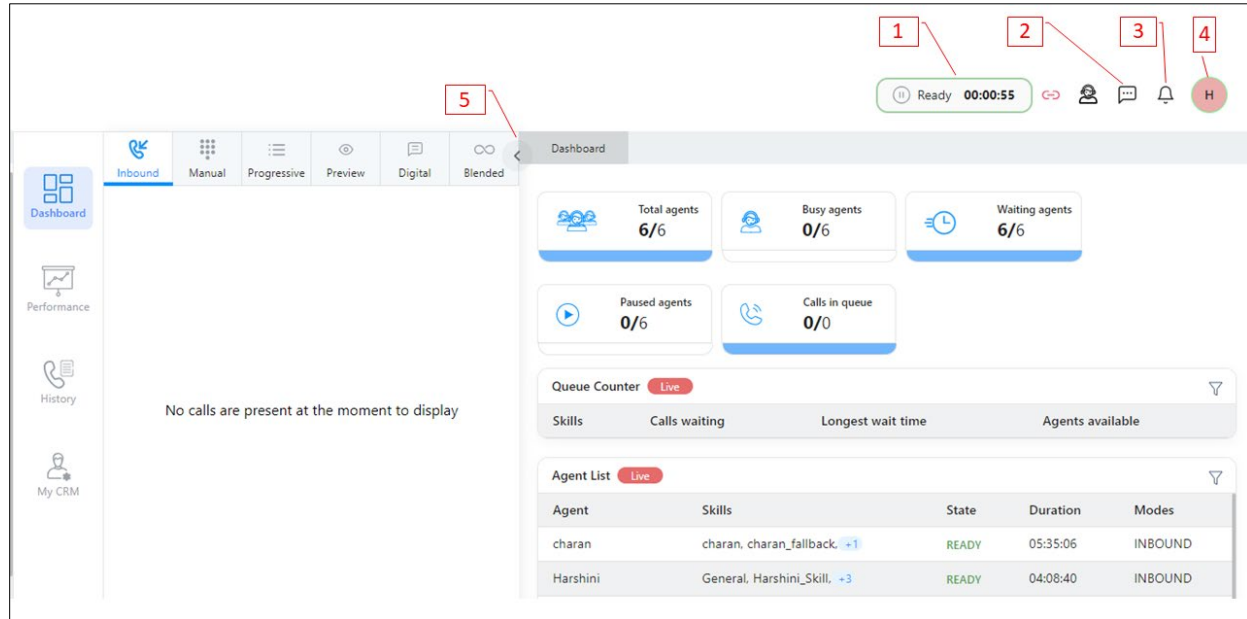 1
2
3
4
Ready 00:00:55
H
5
Inbound
Manual
Progressive
Preview
Digital
Blended
Dashboard
Dashboard
Performance
History
My CRM
No calls are present at the moment to display
Total agents
6/6
Busy agents
0/6
Waiting agents
6/6
Paused agents
0/6
Calls in queue
0/0
Queue Counter Live
Skills Calls waiting Longest wait time Agents available
Agent List Live
Agent Skills State Duration Modes
charan charan, charan_fallback, +1 READY 05:35:06 INBOUND
Harshini General, Harshini_Skill, +3 READY 04:08:40 INBOUND